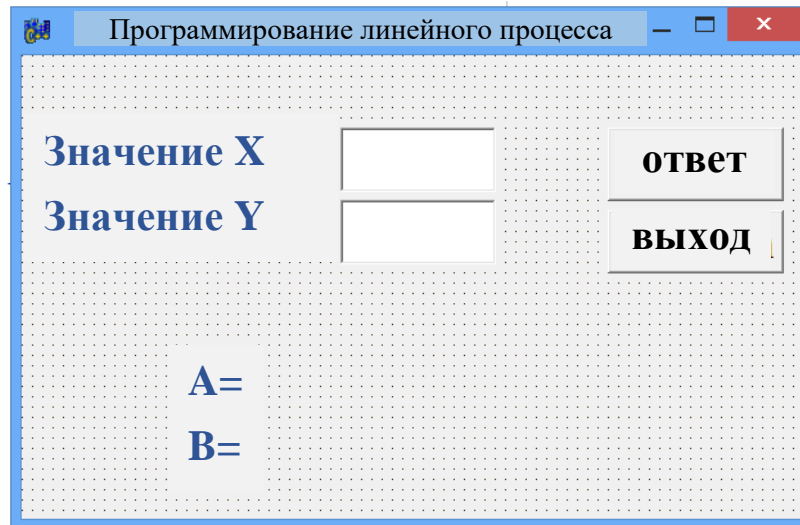 Программирование линейного процесса
Значение X
ответ
Значение Y
выход
A=
B=